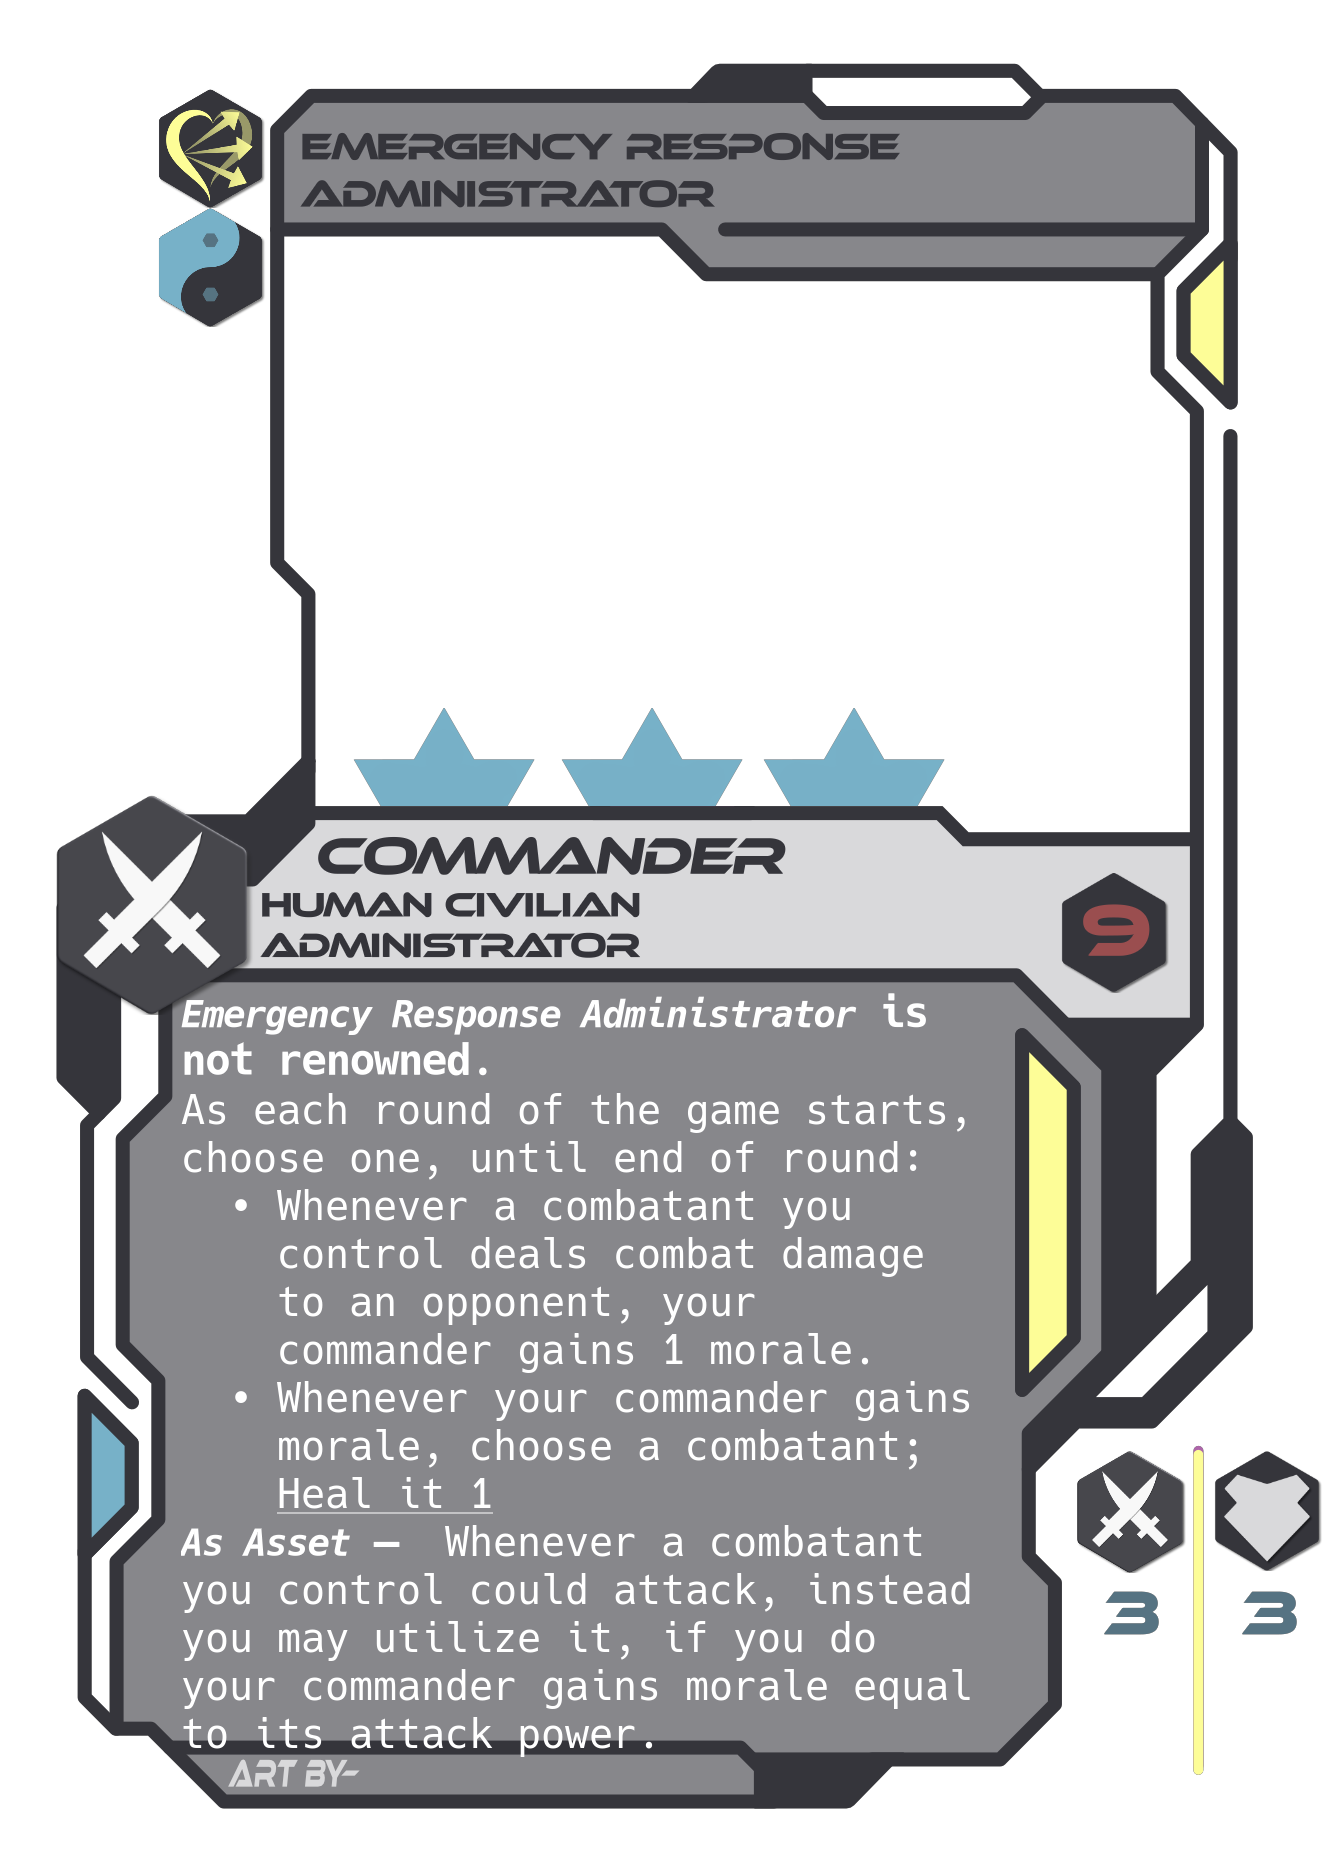 EMERGENCY RESPONSE
ADMINISTRATOR
COMMANDER
HUMAN CIVILIAN
ADMINISTRATOR
9
Emergency Response Administrator is
not renowned.
As each round of the game starts,
choose one, until end of round:
• Whenever a combatant you
control deals combat damage
to an opponent, your
commander gains 1 morale.
• Whenever your commander gains
morale, choose a combatant;
Heal it 1
As Asset — Whenever a combatant
you control could attack, instead
you may utilize it, if you do
your commander gains morale equal
to its attack power.
3 3
ART BY-